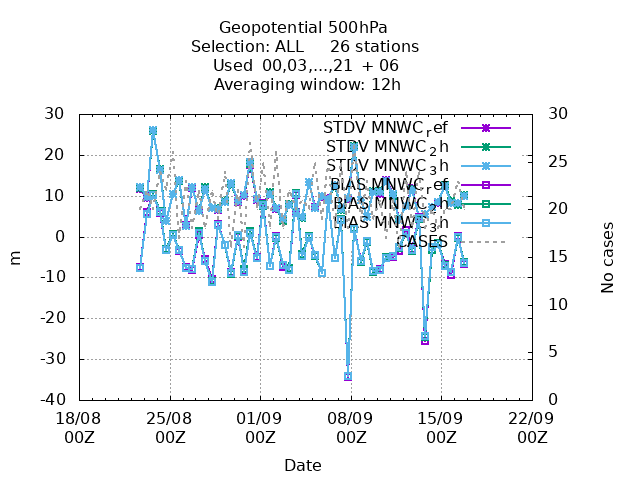 Geopotential 500hPa
Selection: ALL 26 stations
Used 00,03,...,21 + 06
Averaging window: 12h
STDV MNWC_ref
STDV MNWC_2h
STDV MNWC_3h
BIAS MNWC_ref
BIAS MNWC_2h
BIAS MNWC_3h
CASES
30
20
10
0
-10
-20
-30
-40
m
30
25
20
15
10
5
0
No cases
18/08 25/08 01/09 08/09 15/09 22/09
00Z 00Z 00Z 00Z 00Z 00Z
Date